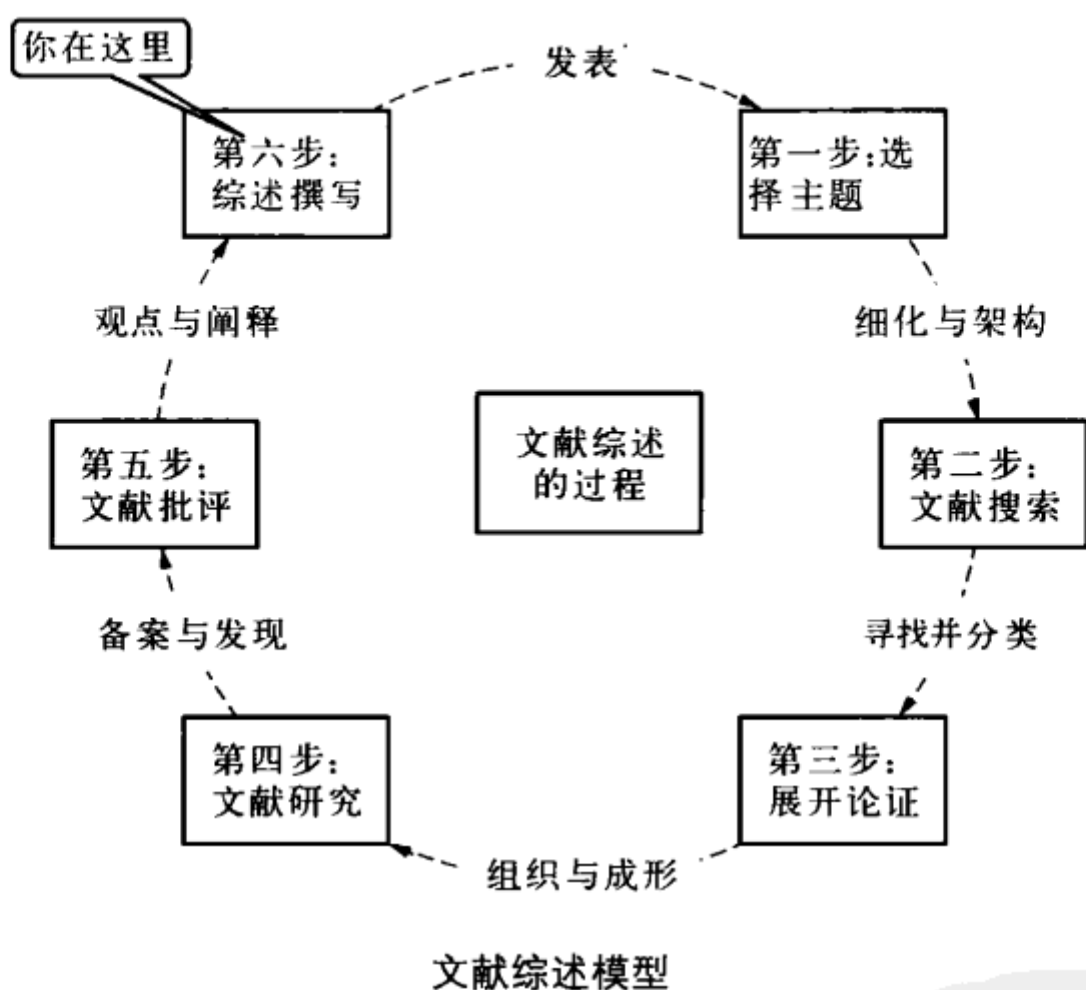 你在这里
发表
第六步：
综述撰写
第一步：选
择主题
观点与阐释
细化与架构
文献综述
的过程
第五步：
文献批评
第二步：
文献搜索
备案与发现
寻找并分类
第四步：
文献研究
第三步：
展开论证
组织与成形
文献综述模型